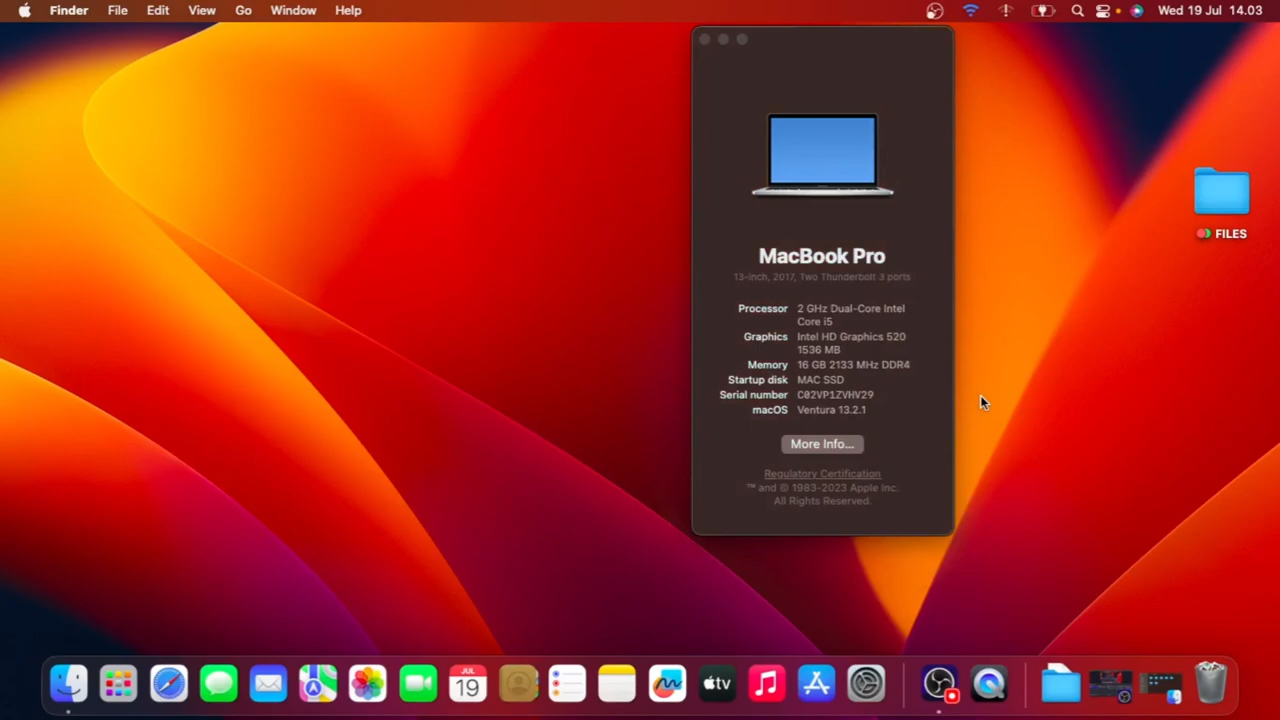 Finder File Edit View Go Window Help
Wed 19 Jul 14.03
MacBook Pro
13-inch, 2017, Two Thunderbolt 3 ports
Processor 2 GHz Dual-Core Intel
Core i5
Graphics Intel HD Graphics 520
1536 MB
Memory 16 GB 2133 MHz DDR4
Startup disk MAC SSD
Serial number C02VP1ZVHV29
macOS Ventura 13.2.1
More Info...
Regulatory Certification
™ and © 1983-2023 Apple Inc.
All Rights Reserved.
FILES
JUL
19
tv